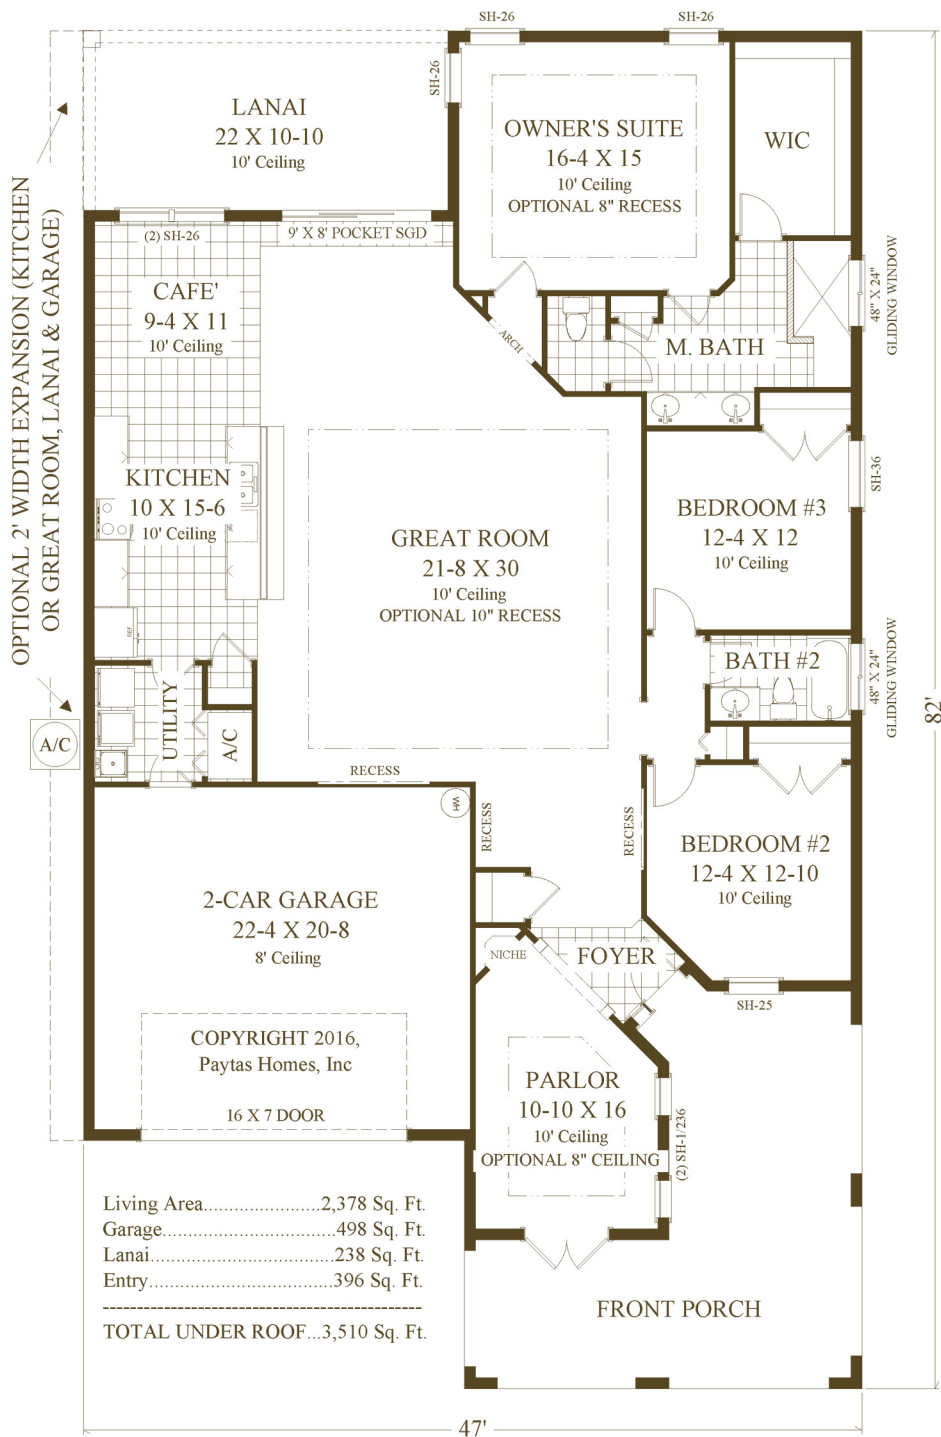 SH-26
SH-26
SH-26
LANAI
22 X 10-10
10' Ceiling
OWNER'S SUITE
16-4 X 15
10' Ceiling
OPTIONAL 8" RECESS
WIC
OPTIONAL 2' WIDTH EXPANSION (KITCHEN
OR GREAT ROOM, LANAI & GARAGE)
(2) SH-26
9' X 8' POCKET SGD
CAFE'
9-4 X 11
10' Ceiling
ARCH
M. BATH
48" X 24"
GLIDING WINDOW
KITCHEN
10 X 15-6
10' Ceiling
REF
GREAT ROOM
21-8 X 30
10' Ceiling
OPTIONAL 10" RECESS
BEDROOM #3
12-4 X 12
10' Ceiling
SH-36
BATH #2
48" X 24"
GLIDING WINDOW
82'
A/C
UTILITY
A/C
RECESS
WH
RECESS
RECESS
BEDROOM #2
12-4 X 12-10
10' Ceiling
2-CAR GARAGE
22-4 X 20-8
8' Ceiling
NICHE
FOYER
SH-25
COPYRIGHT 2016,
Paytas Homes, Inc
16 X 7 DOOR
PARLOR
10-10 X 16
10' Ceiling
OPTIONAL 8" CEILING
(2) SH-1/236
Living Area.......................2,378 Sq. Ft.
Garage..................................498 Sq. Ft.
Lanai....................................238 Sq. Ft.
Entry....................................396 Sq. Ft.
--------------------------------------------------
TOTAL UNDER ROOF...3,510 Sq. Ft.
FRONT PORCH
47'